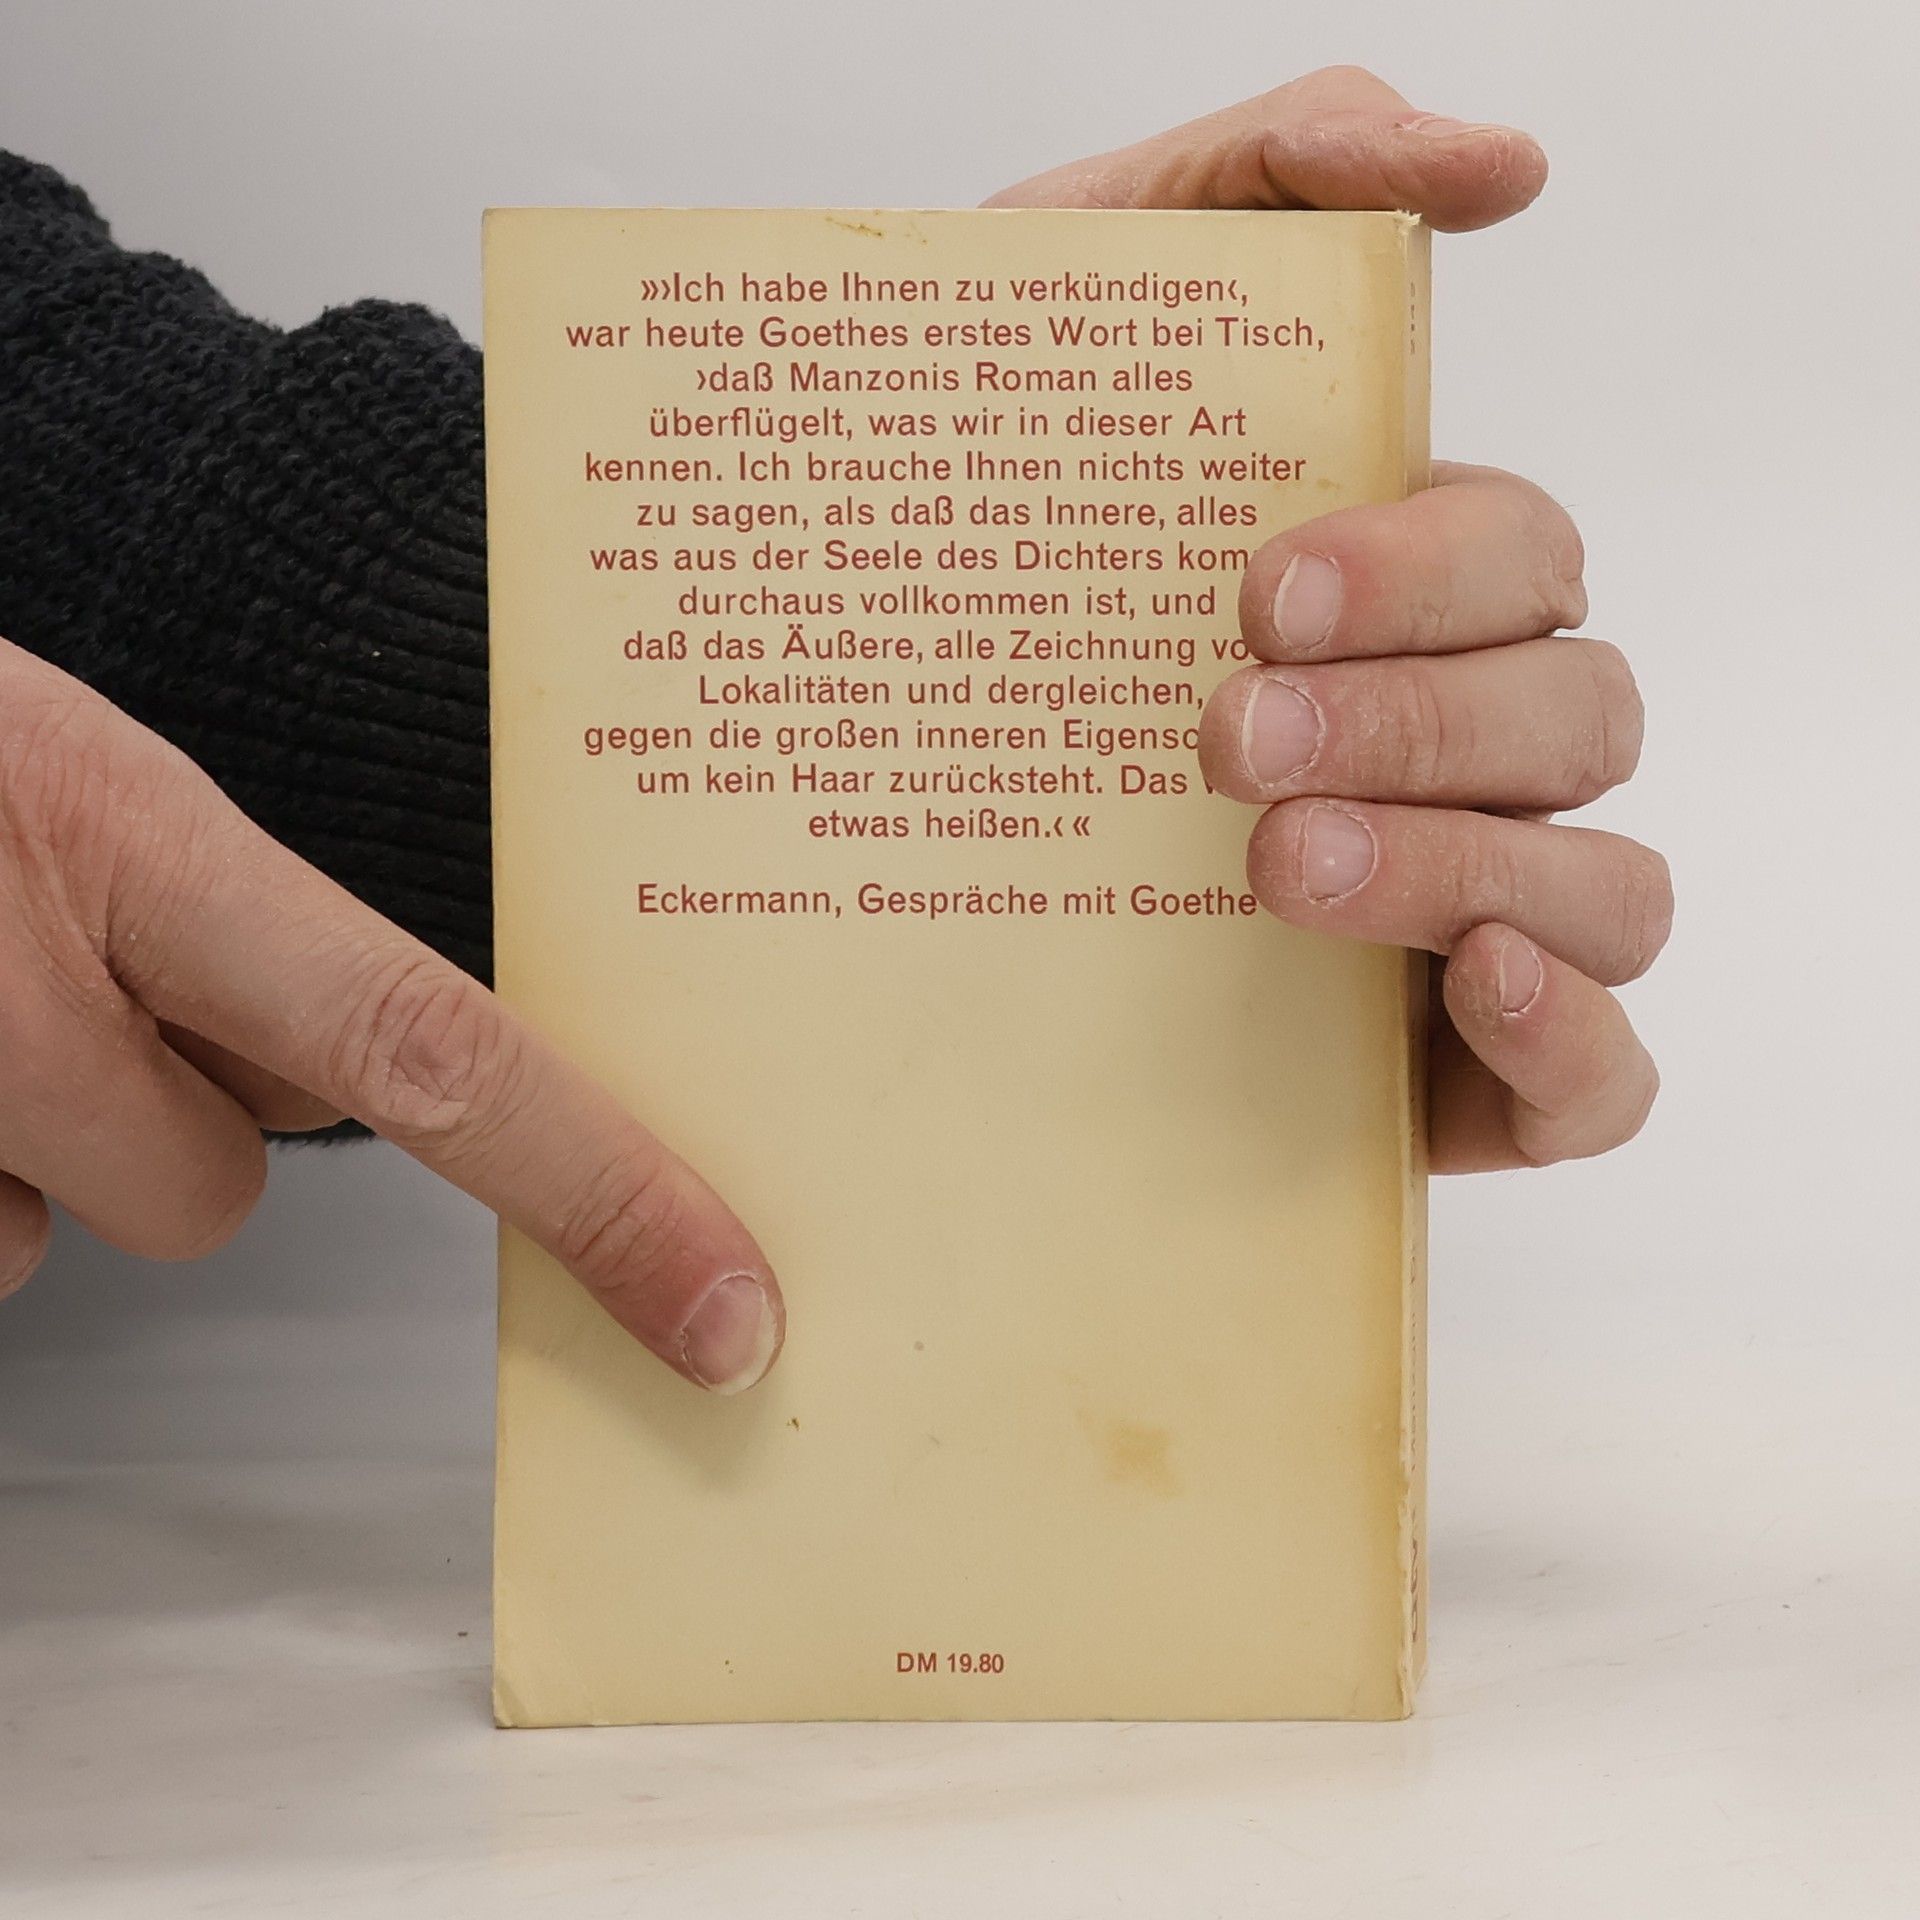 »›Ich habe Ihnen zu verkündigen‹,
war heute Goethes erstes Wort bei Tisch,
›daß Manzonis Roman alles
überflügelt, was wir in dieser Art
kennen. Ich brauche Ihnen nichts weiter
zu sagen, als daß das Innere, alles
was aus der Seele des Dichters
durchaus vollkommen ist, und
daß das Äußere, alle Zeichnung
Lokalitäten und dergleichen,
gegen die großen inneren
um kein Haar zurücksteht. Das
etwas heißen.‹ «
Eckermann, Gespräche mit Goethe
DM 19.80